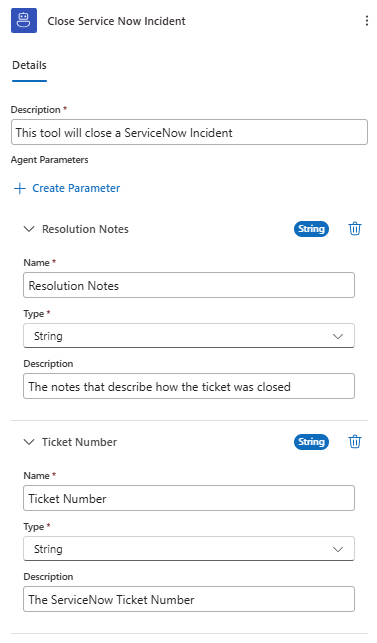 Close Service Now Incident
Details
Description *
This tool will close a ServiceNow Incident
Agent Parameters
Create Parameter
Resolution Notes String
Name *
Resolution Notes
Type *
String
Description
The notes that describe how the ticket was closed
Ticket Number String
Name *
Ticket Number
Type *
String
Description
The ServiceNow Ticket Number